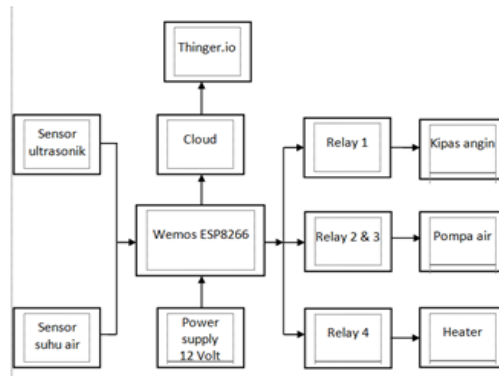 Thinger.io
Sensor
ultrasonik
Cloud
Relay 1
Kipas angin
Wemos ESP8266
Relay 2 & 3
Pompa air
Sensor
suhu air
Power
supply
12 Volt
Relay 4
Heater